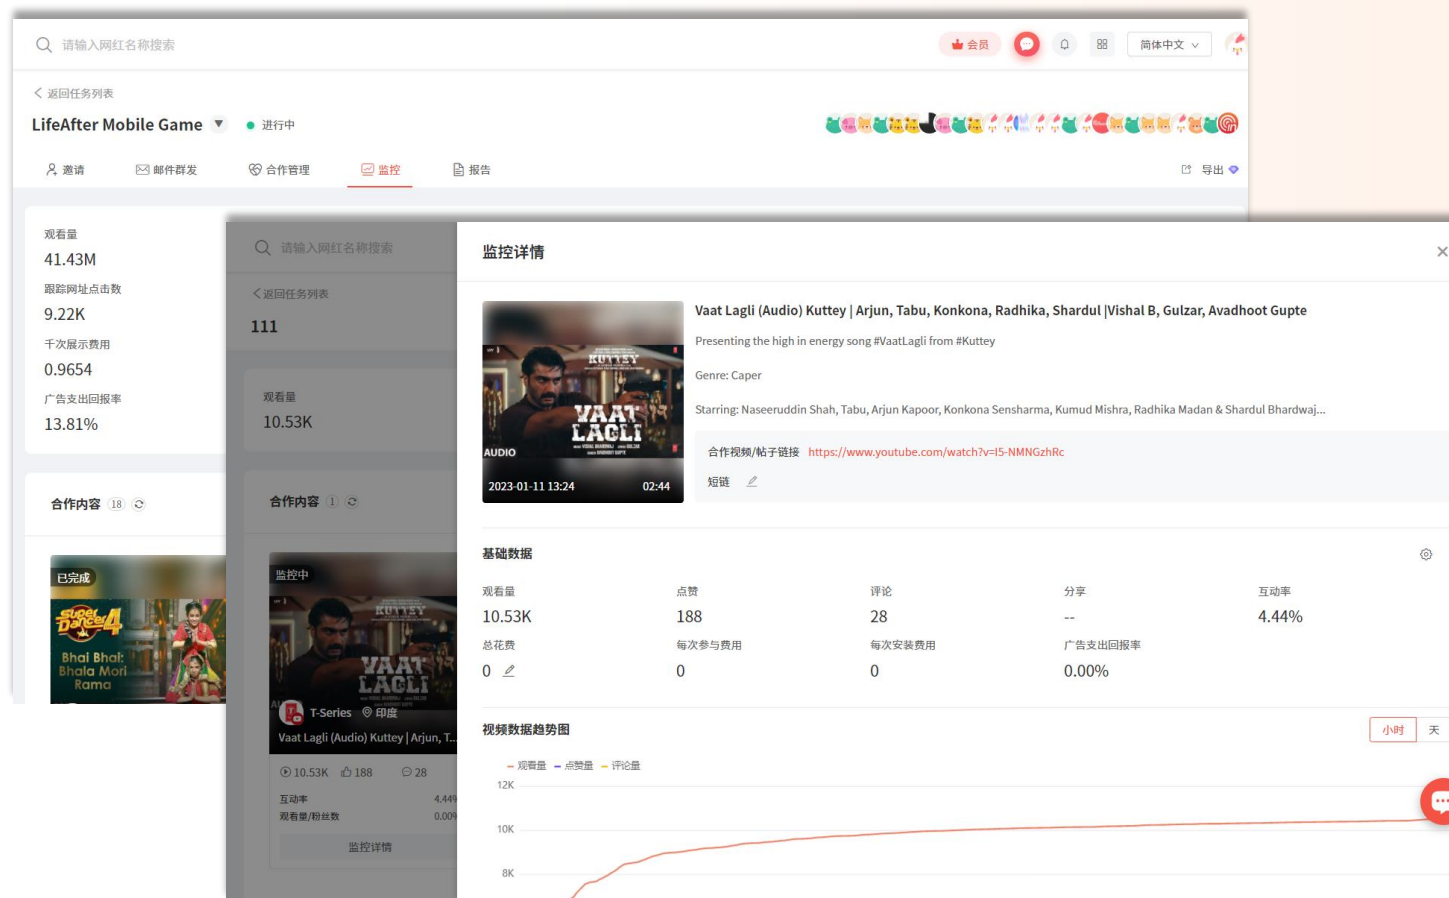 请输入网红名称搜索
会员
简体中文
返回任务列表
LifeAfter Mobile Game
进行中
邀请
邮件群发
合作管理
监控
报告
导出
观看量
41.43M
跟踪网址点击数
9.22K
千次展示费用
0.9654
广告支出回报率
13.81%
合作内容 18
已完成
Super Dancer 4
Bhai Bhai:
Bhala Mori
Rama
请输入网红名称搜索
返回任务列表
111
观看量
10.53K
合作内容 1
监控中
KUTTEY
VAAT
LAGLI
T-Series 印度
Vaat Lagli (Audio) Kuttey | Arjun, T...
10.53K 188 28
互动率 4.44%
观看量/粉丝数 0.00%
监控详情
监控详情
KUTTEY
VAAT
LAGLI
AUDIO
2023-01-11 13:24 02:44
Vaat Lagli (Audio) Kuttey | Arjun, Tabu, Konkona, Radhika, Shardul |Vishal B, Gulzar, Avadhoot Gupte
Presenting the high in energy song #VaatLagli from #Kuttey
Genre: Caper
Starring: Naseeruddin Shah, Tabu, Arjun Kapoor, Konkona Sensharma, Kumud Mishra, Radhika Madan & Shardul Bhardwaj...
合作视频/帖子链接 https://www.youtube.com/watch?v=I5-NMNGzhRc
短链
基础数据
观看量 点赞 评论 分享 互动率
10.53K 188 28 -- 4.44%
总花费 每次参与费用 每次安装费用 广告支出回报率
0 0 0 0.00%
视频数据趋势图
小时 天
观看量 点赞量 评论量
12K
10K
8K